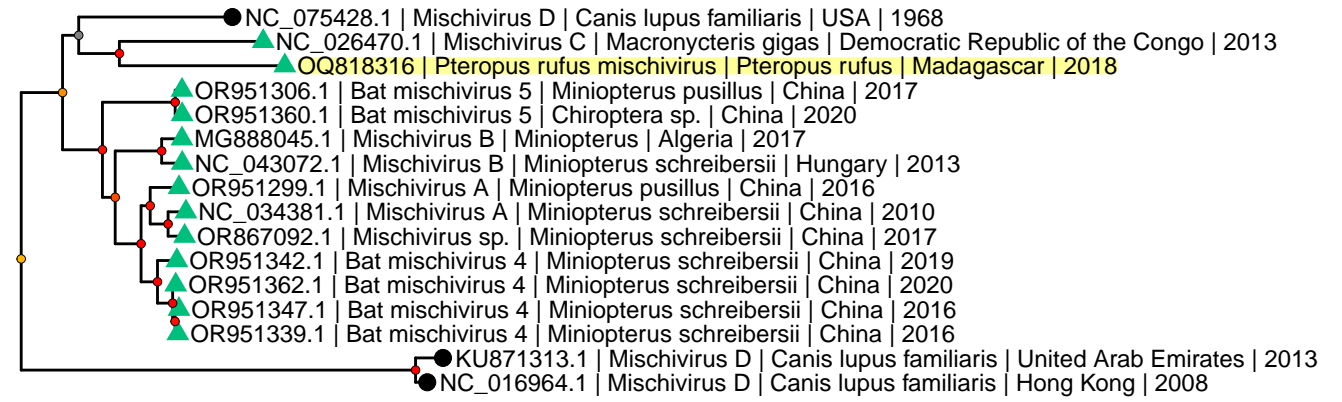 NC_075428.1 | Mischivirus D | Canis lupus familiaris | USA | 1968
NC_026470.1 | Mischivirus C | Macronycteris gigas | Democratic Republic of the Congo | 2013
OQ818316 | Pteropus rufus mischivirus | Pteropus rufus | Madagascar | 2018
OR951306.1 | Bat mischivirus 5 | Miniopterus pusillus | China | 2017
OR951360.1 | Bat mischivirus 5 | Chiroptera sp. | China | 2020
MG888045.1 | Mischivirus B | Miniopterus | Algeria | 2017
NC_043072.1 | Mischivirus B | Miniopterus schreibersii | Hungary | 2013
OR951299.1 | Mischivirus A | Miniopterus pusillus | China | 2016
NC_034381.1 | Mischivirus A | Miniopterus schreibersii | China | 2010
OR867092.1 | Mischivirus sp. | Miniopterus schreibersii | China | 2017
OR951342.1 | Bat mischivirus 4 | Miniopterus schreibersii | China | 2019
OR951362.1 | Bat mischivirus 4 | Miniopterus schreibersii | China | 2020
OR951347.1 | Bat mischivirus 4 | Miniopterus schreibersii | China | 2016
OR951339.1 | Bat mischivirus 4 | Miniopterus schreibersii | China | 2016
KU871313.1 | Mischivirus D | Canis lupus familiaris | United Arab Emirates | 2013
NC_016964.1 | Mischivirus D | Canis lupus familiaris | Hong Kong | 2008